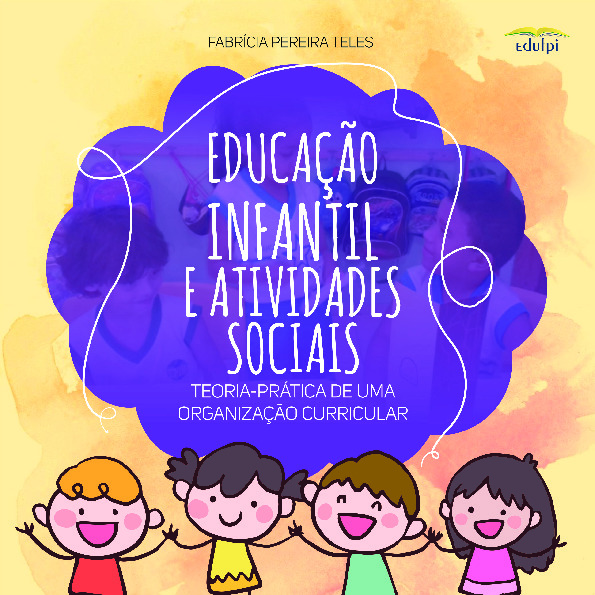 FABRÍCIA PEREIRA TELES
Edufpi
EDUCAÇÃO
INFANTIL
E ATIVIDADES
SOCIAIS
TEORIA-PRÁTICA DE UMA
ORGANIZAÇÃO CURRICULAR